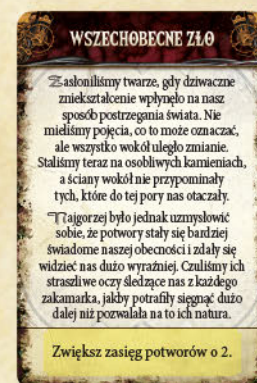 WSZECHOBECNE ZŁO
Zasłoniliśmy twarze, gdy dziwaczne
zniekształcenie wpłynęło na nasz
sposób postrzegania świata. Nie
mieliśmy pojęcia, co to może oznaczać,
ale wszystko wokół uległo zmianie.
Staliśmy teraz na osobliwych kamieniach,
a ściany wokół nie przypominały
tych, które do tej pory nas otaczały.
Najgorzej było jednak uzmysłowić
sobie, że potwory stały się bardziej
świadome naszej obecności i zdały się
widzieć nas dużo wyraźniej. Czuliśmy ich
straszliwe oczy śledzące nas z każdego
zakamarka, jakby potrafiły sięgnąć dużo
dalej niż pozwalała na to ich natura.
Zwiększ zasięg potworów o 2.